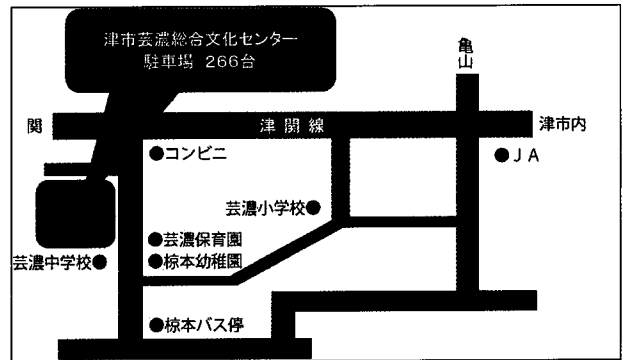 津市芸濃総合文化センター
駐車場 266台
亀山
関
津関線
津市内
●コンビニ
●JA
芸濃小学校●
●芸濃保育園
●椋本幼稚園
芸濃中学校●
●椋本バス停